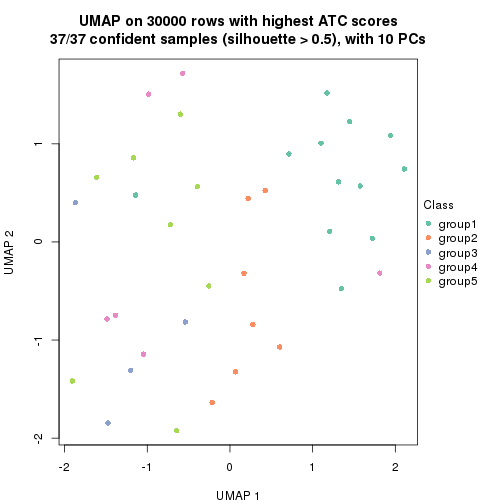 UMAP on 30000 rows with highest ATC scores
37/37 confident samples (silhouette > 0.5), with 10 PCs
1
0
-1
-2
UMAP 2
-2
-1
0
1
2
UMAP 1
Class
group1
group2
group3
group4
group5